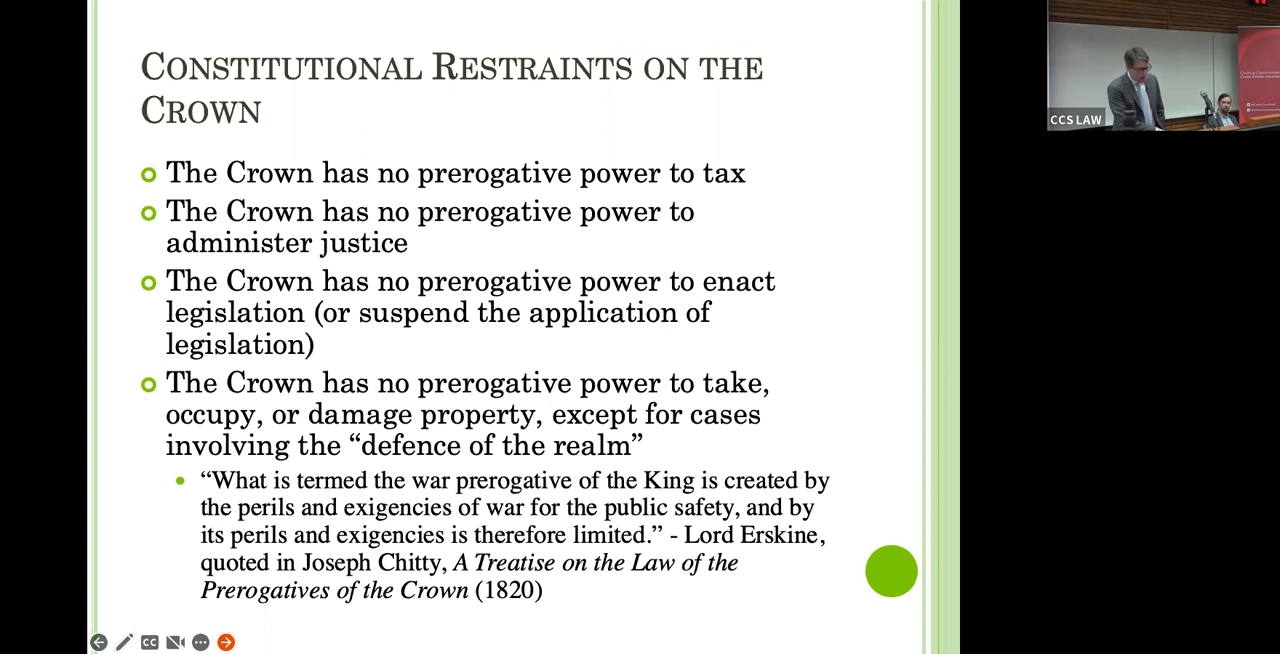 CONSTITUTIONAL RESTRAINTS ON THE
CROWN
The Crown has no prerogative power to tax
The Crown has no prerogative power to
administer justice
The Crown has no prerogative power to enact
legislation (or suspend the application of
legislation)
The Crown has no prerogative power to take,
occupy, or damage property, except for cases
involving the “defence of the realm”
“What is termed the war prerogative of the King is created by
the perils and exigencies of war for the public safety, and by
its perils and exigencies is therefore limited.” - Lord Erskine,
quoted in Joseph Chitty, A Treatise on the Law of the
Prerogatives of the Crown (1820)
CC
CCS LAW